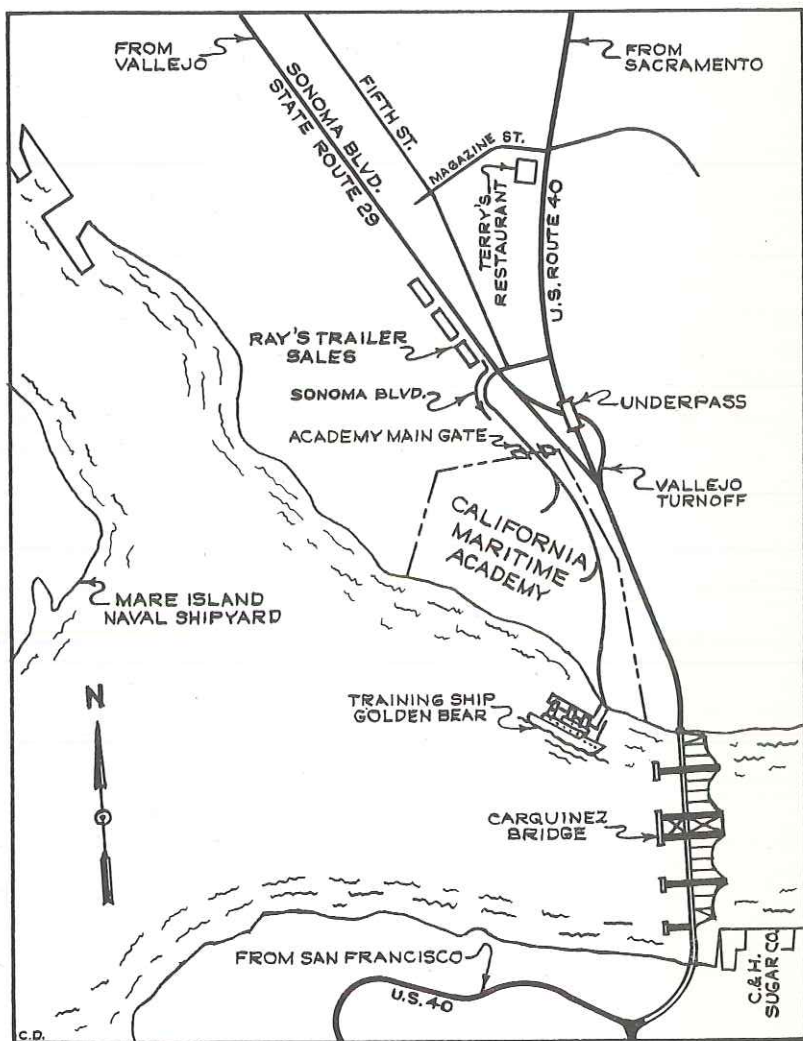 FROM
VALLEJO
FROM
SACRAMENTO
SONOMA BLVD.
STATE ROUTE 29
FIFTH ST.
MAGAZINE ST.
TERRY'S
RESTAURANT
U.S. ROUTE 40
RAY'S TRAILER
SALES
SONOMA BLVD.
UNDERPASS
ACADEMY MAIN GATE
VALLEJO
TURNOFF
CALIFORNIA
MARITIME
ACADEMY
MARE ISLAND
NAVAL SHIPYARD
N
TRAINING SHIP
GOLDEN BEAR
C
CARQUINEZ
BRIDGE
FROM SAN FRANCISCO
U.S. 40
C.&H.
SUGAR CO.
C.D.